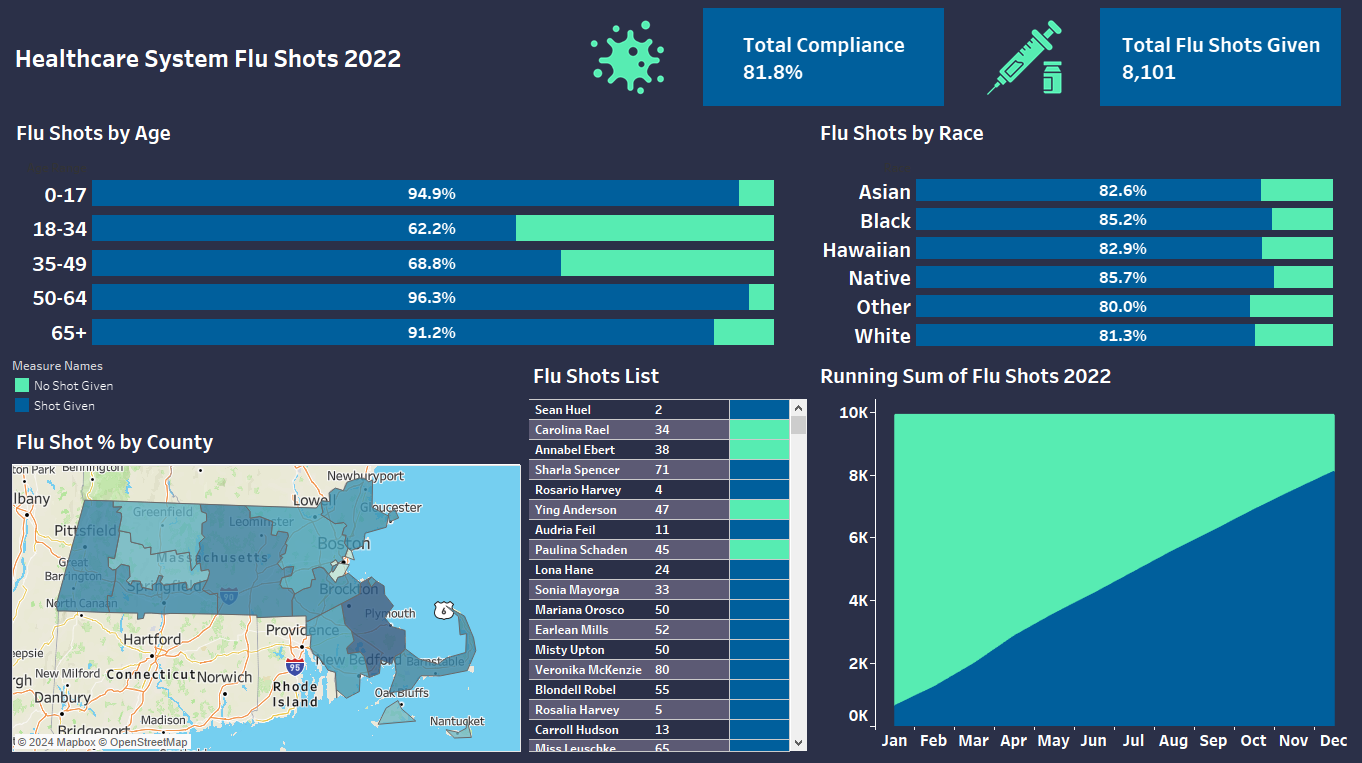 Healthcare System Flu Shots 2022
Total Compliance
81.8%
Total Flu Shots Given
8,101
Flu Shots by Age
0-17 94.9%
18-34 62.2%
35-49 68.8%
50-64 96.3%
65+ 91.2%
Flu Shots by Race
Asian 82.6%
Black 85.2%
Hawaiian 82.9%
Native 85.7%
Other 80.0%
White 81.3%
Measure Names
No Shot Given
Shot Given
Flu Shot % by County
ton Park
Bennington
Newburyport
lbany
Lowell
Greenfield
Gloucester
Pittsfield
Leominster
Boston
Massachusetts
Great
Barrington
Springfield
90
Brockton
North Canaan
Plymouth
6
Providence
Hartford
epsie
New Bedford
Barnstable
95
rgh
New Milford
Connecticut
Norwich
Rhode
Island
Danbury
Oak Bluffs
Madison
Nantucket
Bridgeport
© 2024 Mapbox © OpenStreetMap
Flu Shots List
Sean Huel 2
Carolina Rael 34
Annabel Ebert 38
Sharla Spencer 71
Rosario Harvey 4
Ying Anderson 47
Audria Feil 11
Paulina Schaden 45
Lona Hane 24
Sonia Mayorga 33
Mariana Orosco 50
Earlean Mills 52
Misty Upton 50
Veronika McKenzie 80
Blondell Robel 55
Rosalia Harvey 5
Carroll Hudson 13
Miss Leuschke 65
Running Sum of Flu Shots 2022
10K
8K
6K
4K
2K
0K
Jan Feb Mar Apr May Jun Jul Aug Sep Oct Nov Dec